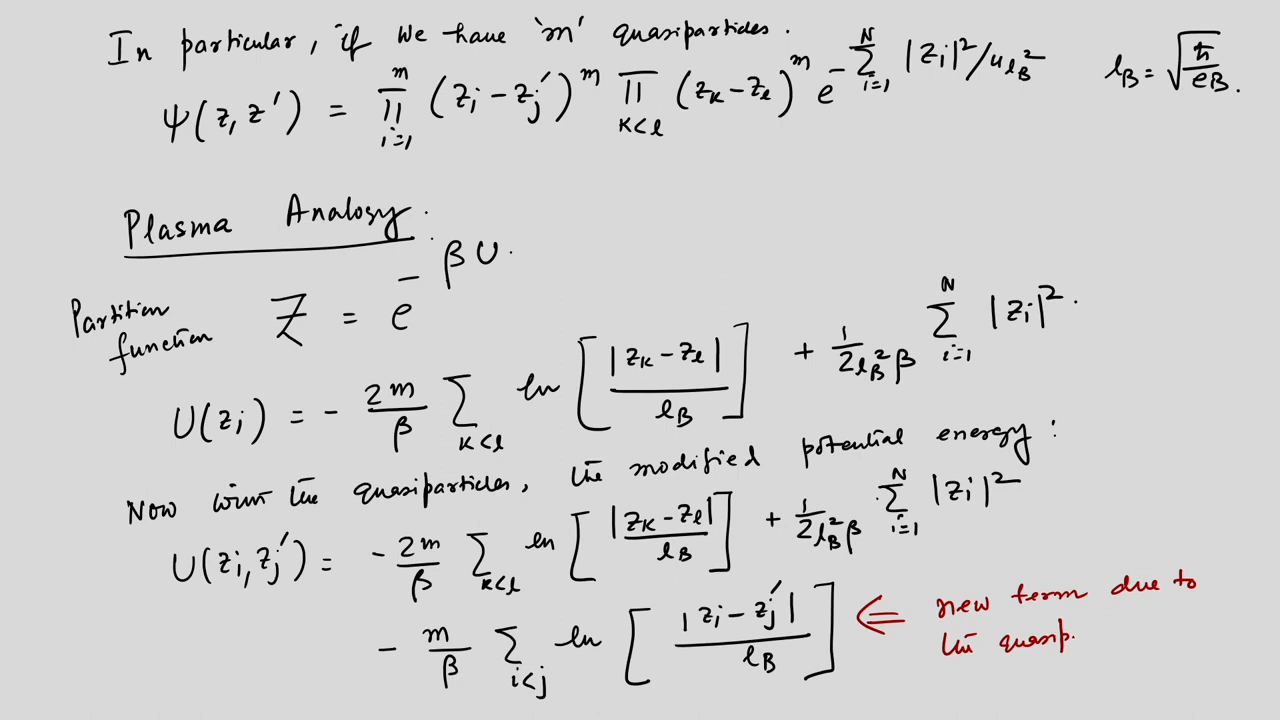 In particular, if we have 'm' quasiparticles.
ψ(z, z′) = ∏_{i=1}^{m} (z_i − z_j′)^m ∏_{k<l} (z_k − z_l)^m e^{−∑_{i=1}^{N} |z_i|²/4l_B²}   l_B = √(ħ/eB).
Plasma Analogy.
Partition function Z = e^{−βU}.
U(z_i) = − 2m/β ∑_{k<l} ln [|z_k − z_l| / l_B] + 1/(2l_B²β) ∑_{i=1}^{N} |z_i|².
Now with the quasiparticles, the modified potential energy:
U(z_i, z_j′) = − 2m/β ∑_{k<l} ln [|z_k − z_l| / l_B] + 1/(2l_B²β) ∑_{i=1}^{N} |z_i|²
− m/β ∑_{i<j} ln [|z_i − z_j′| / l_B] ⇐ new term due to
the quasip.